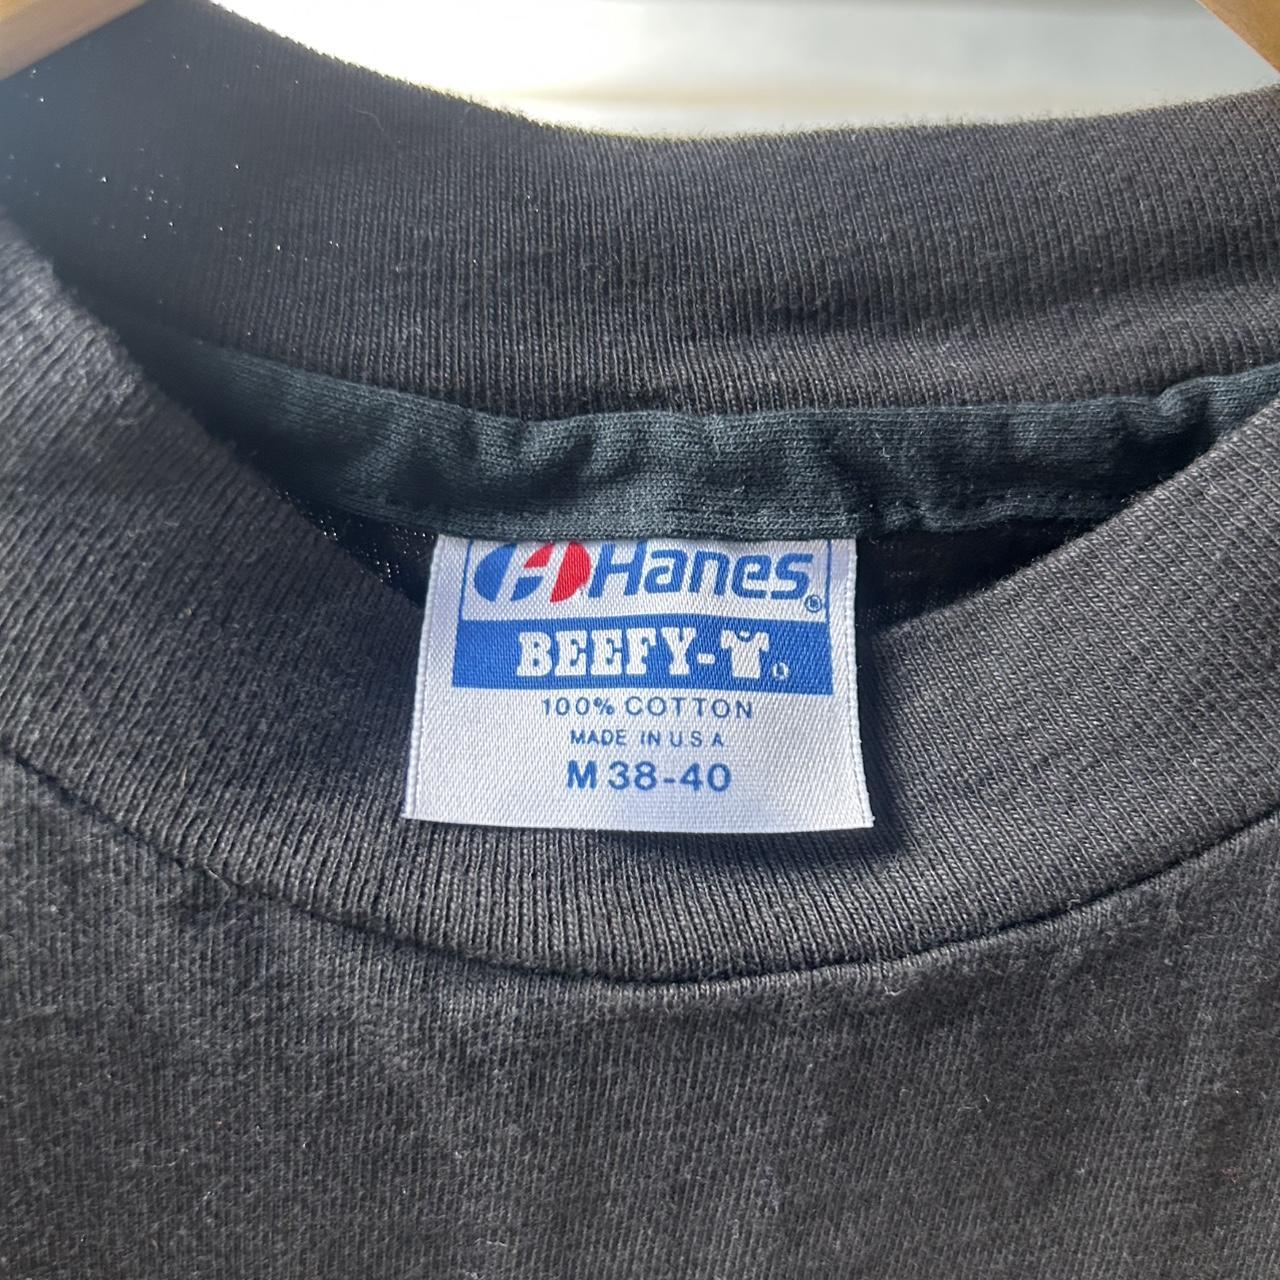 Hanes®
BEEFY-T
100% COTTON
MADE IN U S A
M 38-40